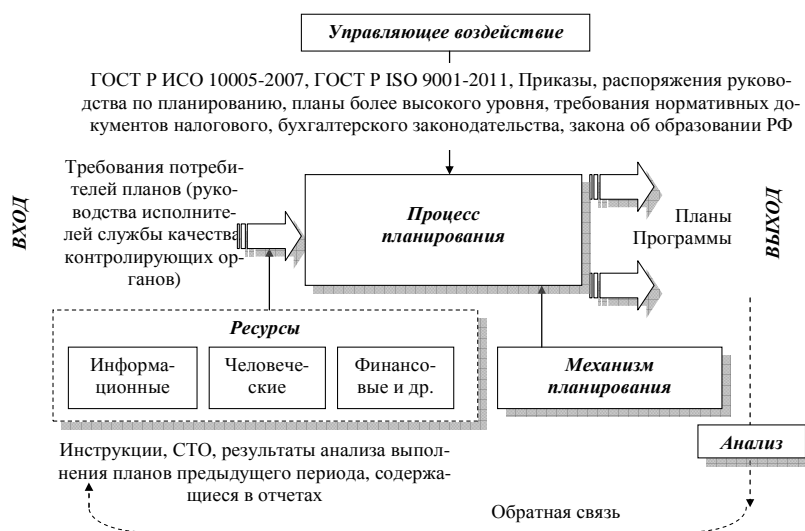 Управляющее воздействие
ГОСТ Р ИСО 10005-2007, ГОСТ Р ISO 9001-2011, Приказы, распоряжения руково-
дства по планированию, планы более высокого уровня, требования нормативных до-
кументов налогового, бухгалтерского законодательства, закона об образовании РФ
ВХОД
Требования потреби-
телей планов (руко-
водства исполните-
лей службы качества
контролирующих ор-
ганов)
Процесс
планирования
Планы
Программы
ВЫХОД
Ресурсы
Информа-
ционные
Человече-
ские
Финансо-
вые и др.
Механизм
планирования
Инструкции, СТО, результаты анализа выпол-
нения планов предыдущего периода, содержа-
щиеся в отчетах
Анализ
Обратная связь